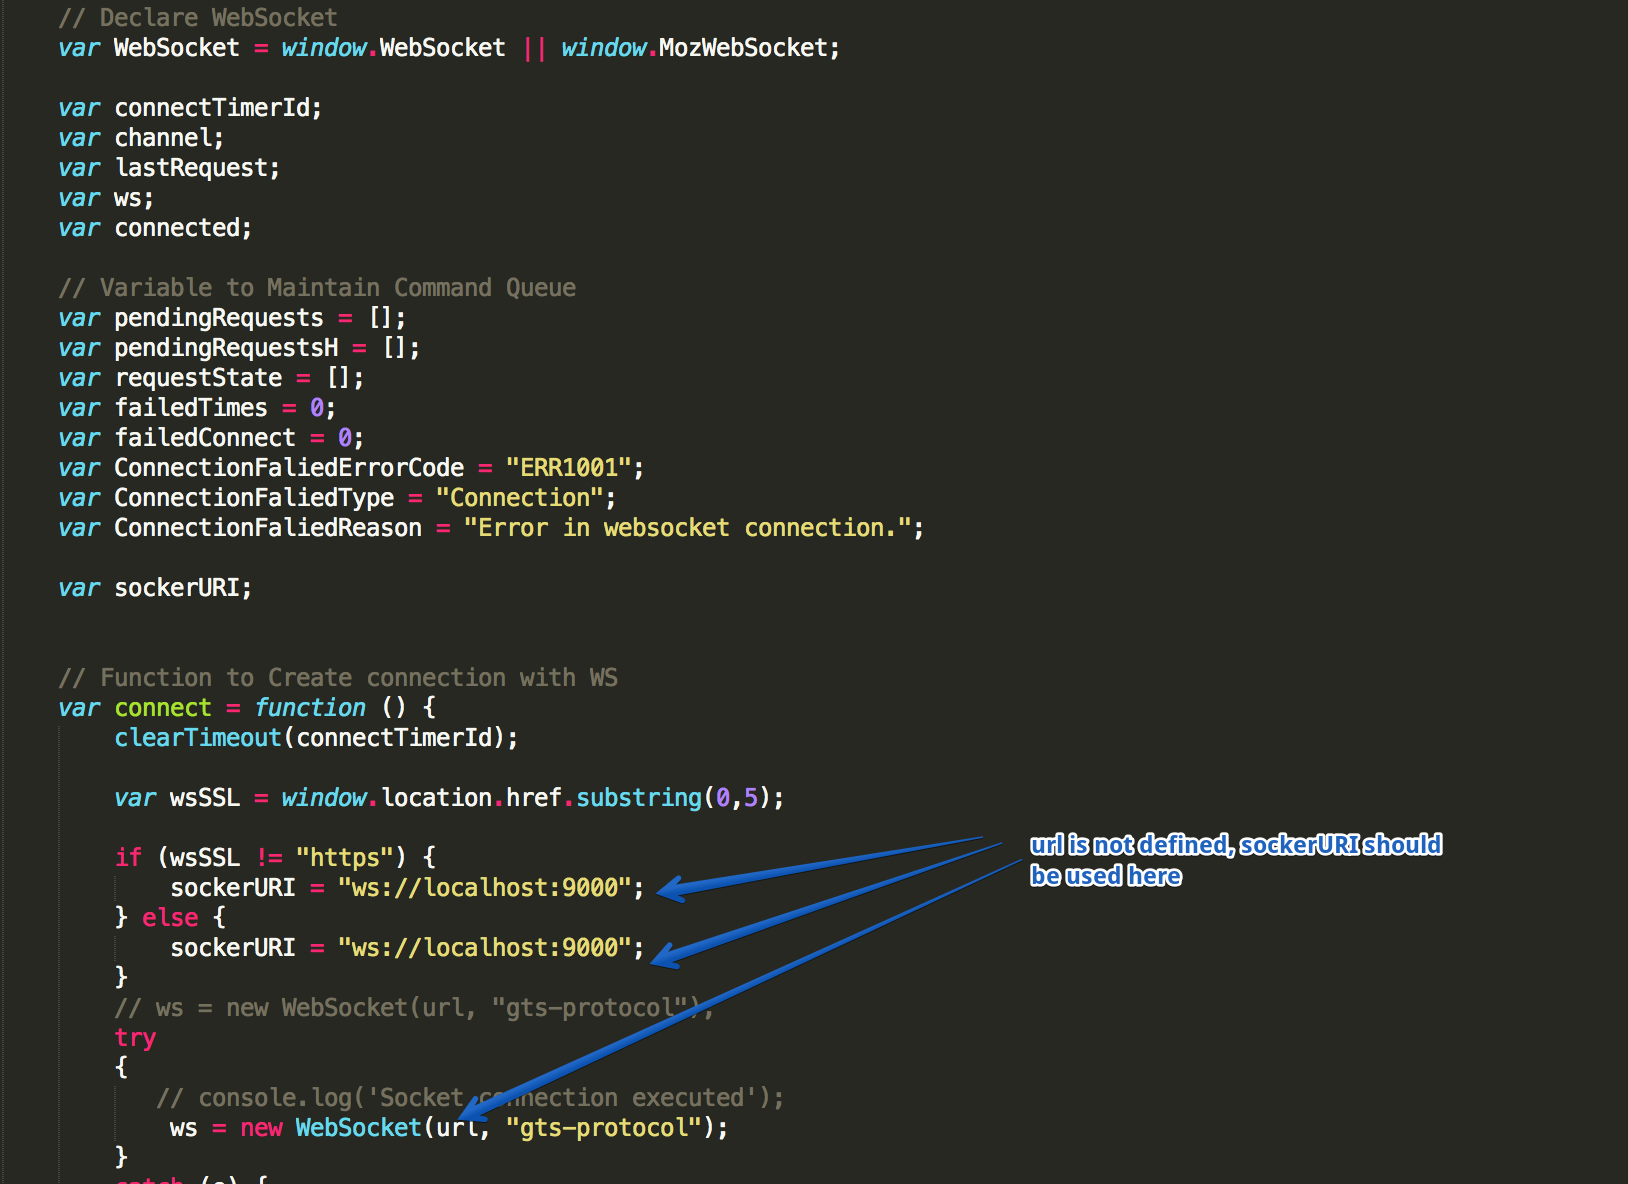 // Declare WebSocket
var WebSocket = window.WebSocket || window.MozWebSocket;
var connectTimerId;
var channel;
var lastRequest;
var ws;
var connected;
// Variable to Maintain Command Queue
var pendingRequests = [];
var pendingRequestsH = [];
var requestState = [];
var failedTimes = 0;
var failedConnect = 0;
var ConnectionFaliedErrorCode = "ERR1001";
var ConnectionFaliedType = "Connection";
var ConnectionFaliedReason = "Error in websocket connection.";
var sockerURI;
// Function to Create connection with WS
var connect = function () {
clearTimeout(connectTimerId);
var wsSSL = window.location.href.substring(0,5);
if (wsSSL != "https") {
sockerURI = "ws://localhost:9000";
} else {
sockerURI = "ws://localhost:9000";
}
url is not defined, sockerURI should
be used here
// ws = new WebSocket(url, "gts-protocol");
try
{
// console.log('Socket connection executed');
ws = new WebSocket(url, "gts-protocol");
}
catch (e) {